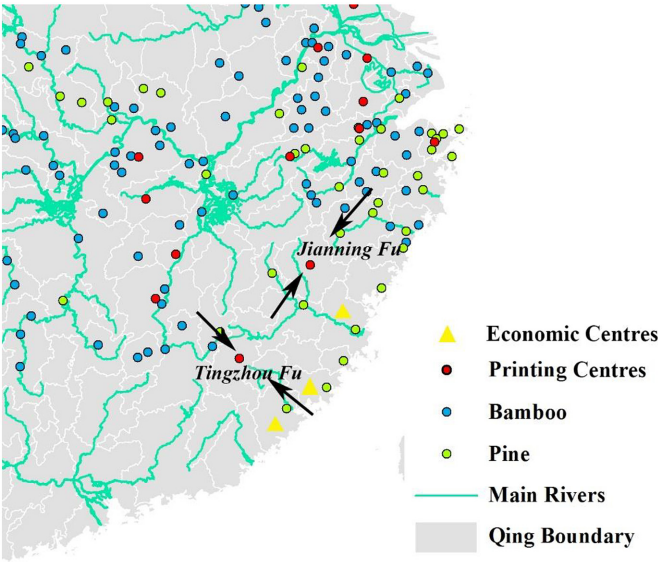 Jianning Fu
Tingzhou Fu
Economic Centres
Printing Centres
Bamboo
Pine
Main Rivers
Qing Boundary